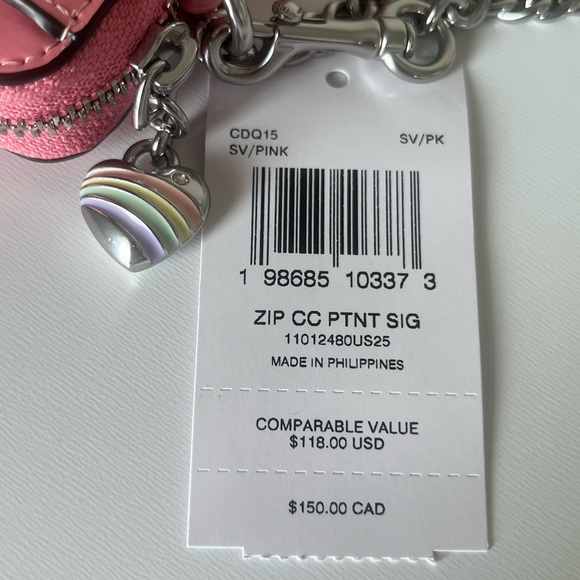 CDQ15 SV/PK
SV/PINK
1 98685 10337 3
ZIP CC PTNT SIG
11012480US25
MADE IN PHILIPPINES
COMPARABLE VALUE
$118.00 USD
$150.00 CAD